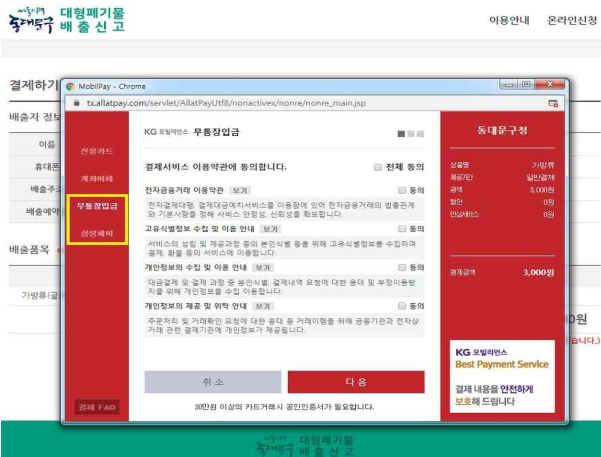 서울의 중심
동대문구
대형폐기물
배출신고
이용안내 온라인신청
결제하기
MobilPay - Chrome
tx.allatpay.com/servlet/AllatPayUtf8/nonactivex/nonre/nonre_main.jsp
배출자 정보
이름
휴대폰
배출주소
배출예약
배출품목
가방류(글
신용카드
계좌이체
무통장입금
삼성페이
결제 FAQ
KG 모빌리언스 무통장입금
결제서비스 이용약관에 동의합니다. 전체 동의
전자금융거래 이용약관 보기 동의
전자결제대행, 결제대금예치서비스를 이용함에 있어 전자금융거래의 법률관계
와 기본사항을 정해 서비스 안정성, 신뢰성을 확보합니다.
고유식별정보 수집 및 이용 안내 보기 동의
서비스의 성립 및 제공과정 중의 본인식별 등을 위해 고유식별정보를 수집하며
결제, 환불 등의 서비스에 이용합니다.
개인정보의 수집 및 이용 안내 보기 동의
대금결제 및 결제 과정 중 본인식별, 결제내역 요청에 대한 응대 및 부정이용방
지를 위해 개인정보를 수집 이용합니다.
개인정보의 제공 및 위탁 안내 보기 동의
주문처리 및 거래확인 요청에 대한 응대 등 거래이행을 위해 금융기관과 전자상
거래 관련 결제기관에 개인정보가 제공됩니다.
취소 다음
30만원 이상의 카드거래시 공인인증서가 필요합니다.
동대문구청
상품명 가방류
제공기간 일반결제
금액 3,000원
할인 0원
안심서비스 0원
결제금액 3,000원
KG 모빌리언스
Best Payment Service
결제 내용을 안전하게
보호해 드립니다
0원
습니다.)
동대문구
대형폐기물
배출신고